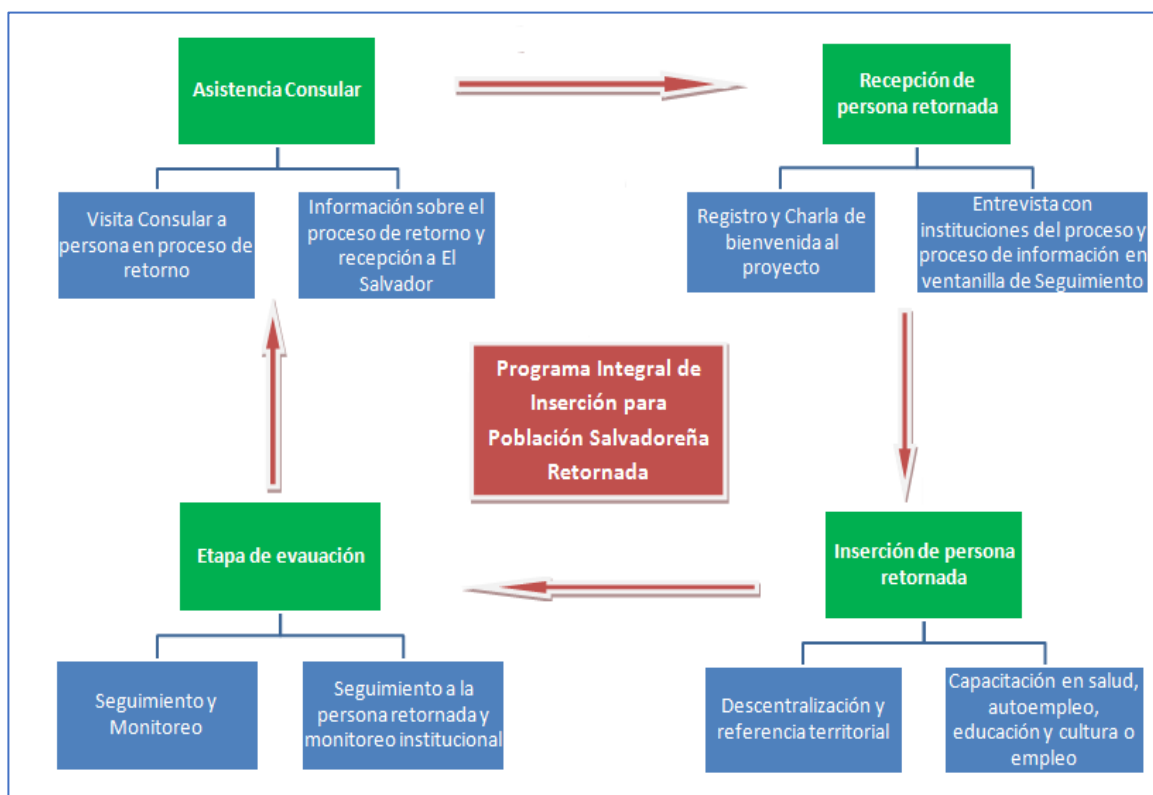 Asistencia Consular
Recepción de
persona retornada
Visita Consular a
persona en proceso de
retorno
Información sobre el
proceso de retorno y
recepción a El
Salvador
Registro y Charla de
bienvenida al
proyecto
Entrevista con
instituciones del proceso y
proceso de información en
ventanilla de Seguimiento
Programa Integral de
Inserción para
Población Salvadoreña
Retornada
Etapa de evauación
Inserción de persona
retornada
Seguimiento y
Monitoreo
Seguimiento a la
persona retornada y
monitoreo institucional
Descentralización y
referencia territorial
Capacitación en salud,
autoempleo,
educación y cultura o
empleo